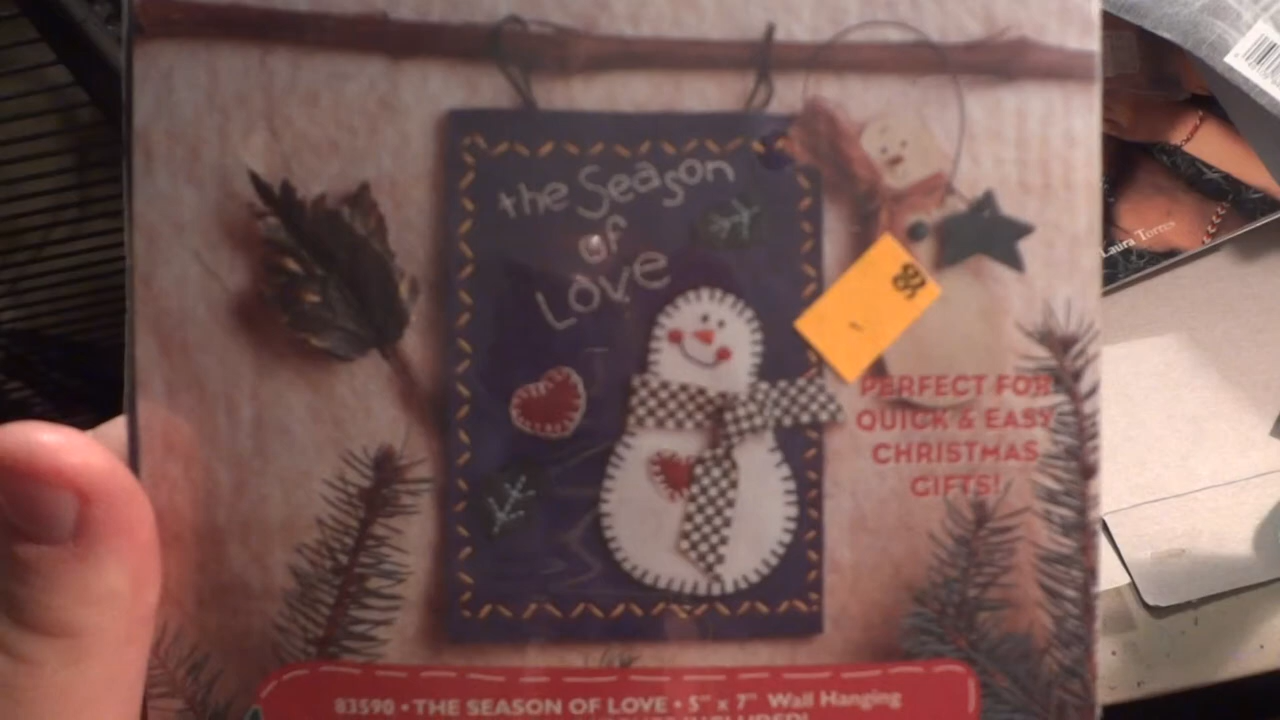 the Season
of
Love
Laura Torres
PERFECT FOR
QUICK & EASY
CHRISTMAS
GIFTS!
83590 • THE SEASON OF LOVE • 5" x 7" Wall Hanging
INCLUDED!